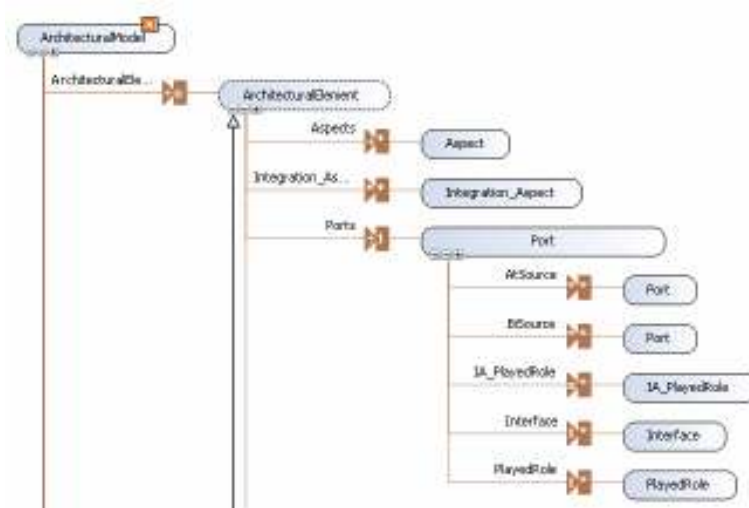 ArchitecturalModel
ArchitecturalEle...
ArchitecturalElement
Aspects
Aspect
Integration_As...
Integration_Aspect
Ports
Port
AtSource
Port
BtSource
Port
IA_PlayedRole
IA_PlayedRole
Interface
Interface
PlayedRole
PlayedRole